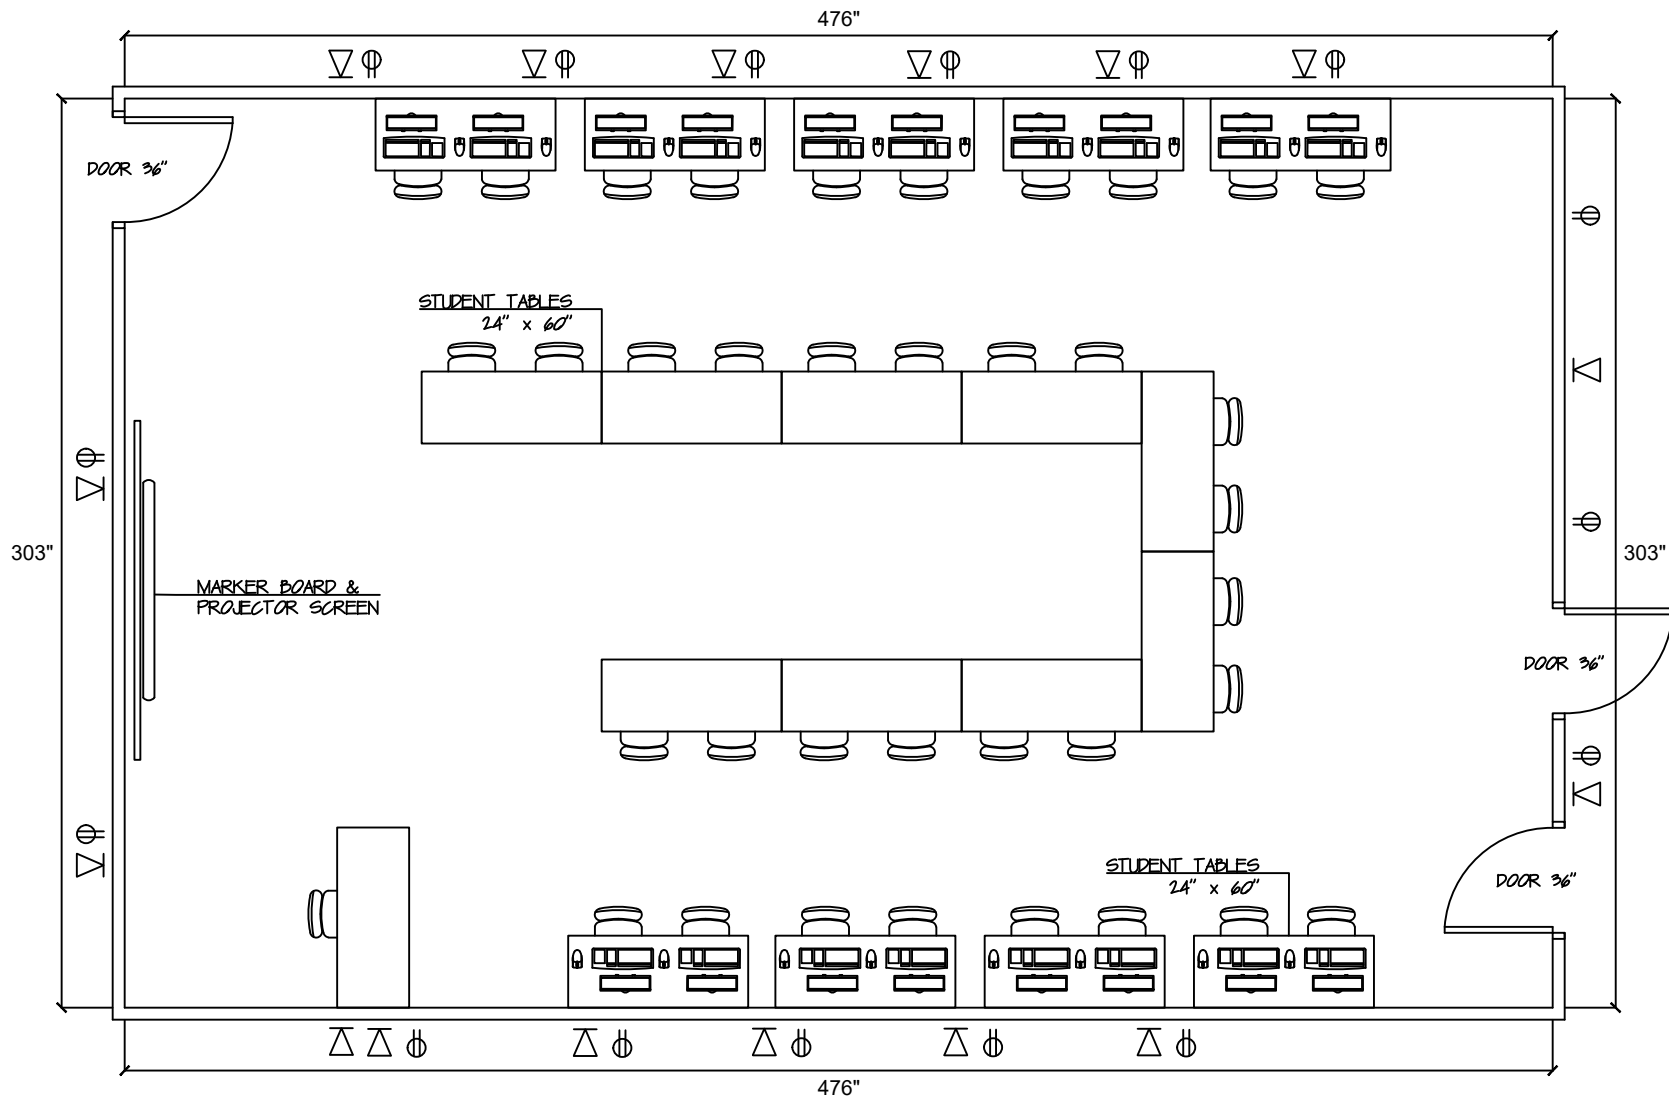 476"
DOOR 36"
STUDENT TABLES
24" x 60"
303"
303"
MARKER BOARD &
PROJECTOR SCREEN
DOOR 36"
STUDENT TABLES
24" x 60"
DOOR 36"
476"